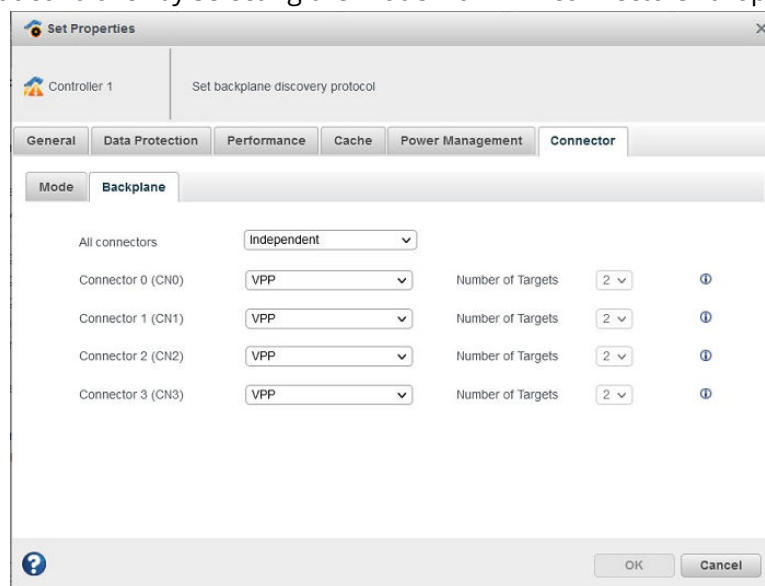 Set Properties
Controller 1 Set backplane discovery protocol
General Data Protection Performance Cache Power Management Connector
Mode Backplane
All connectors Independent
Connector 0 (CN0) VPP Number of Targets 2
Connector 1 (CN1) VPP Number of Targets 2
Connector 2 (CN2) VPP Number of Targets 2
Connector 3 (CN3) VPP Number of Targets 2
OK Cancel